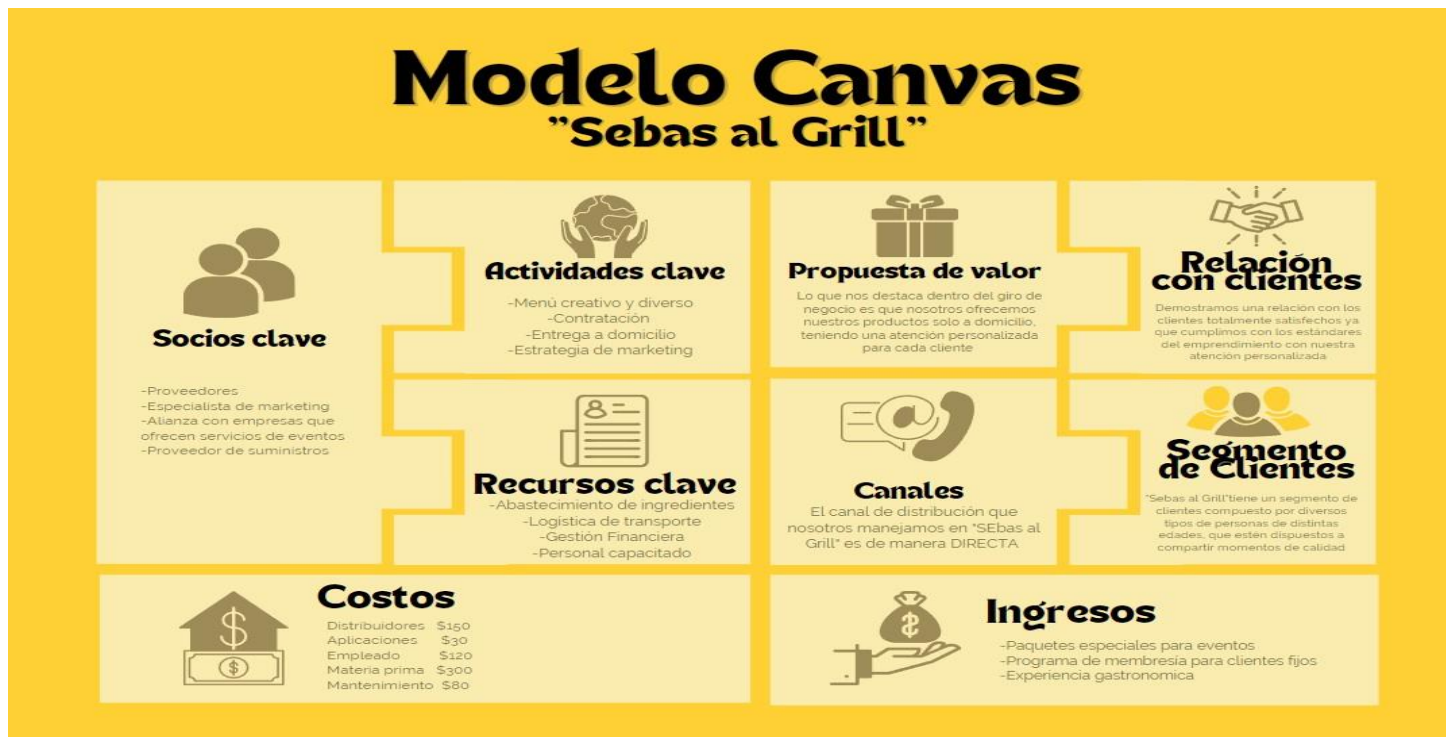 Modelo Canvas
"Sebas al Grill"
Socios clave
-Proveedores
-Especialista de marketing
-Alianza con empresas que
ofrecen servicios de eventos
-Proveedor de suministros
Actividades clave
-Menú creativo y diverso
-Contratación
-Entrega a domicilio
-Estrategia de marketing
Recursos clave
-Abastecimiento de ingredientes
-Logística de transporte
-Gestión Financiera
-Personal capacitado
Propuesta de valor
Lo que nos destaca dentro del giro de
negocio es que nosotros ofrecemos
nuestros productos solo a domicilio,
teniendo una atención personalizada
para cada cliente
Canales
El canal de distribución que
nosotros manejamos en "SEbas al
Grill" es de manera DIRECTA
Relación
con clientes
Demostramos una relación con los
clientes totalmente satisfechos ya
que cumplimos con los estándares
del emprendimiento con nuestra
atención personalizada
Segmento
de Clientes
"Sebas al Grill"tiene un segmento de
clientes compuesto por diversos
tipos de personas de distintas
edades, que estén dispuestos a
compartir momentos de calidad
Costos
Distribuidores $150
Aplicaciones $30
Empleado $120
Materia prima $300
Mantenimiento $80
Ingresos
-Paquetes especiales para eventos
-Programa de membresía para clientes fijos
-Experiencia gastronomica